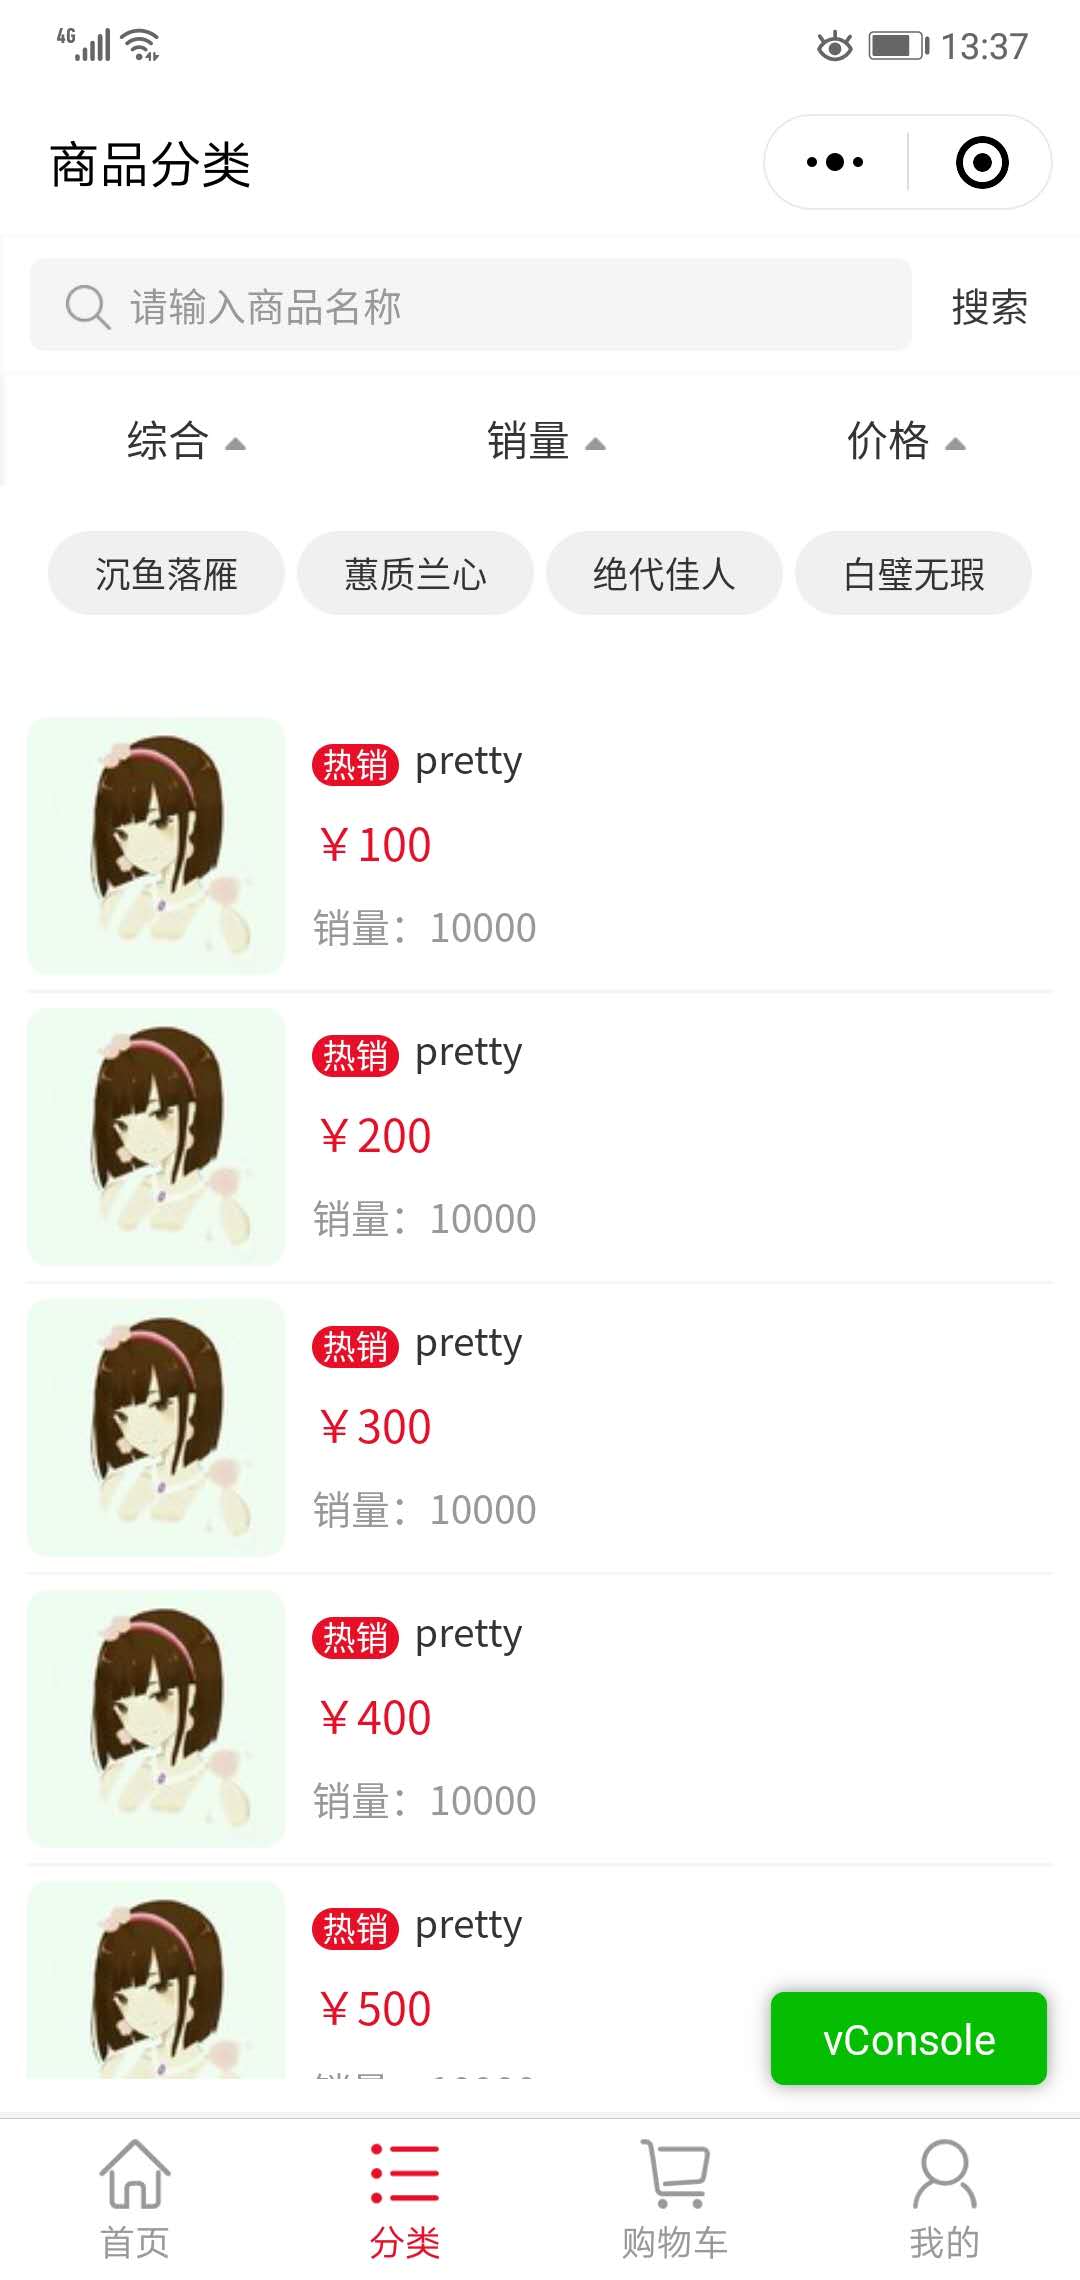 4G 13:37
商品分类
请输入商品名称 搜索
综合 销量 价格
沉鱼落雁 蕙质兰心 绝代佳人 白璧无瑕
热销 pretty
￥100
销量：10000
热销 pretty
￥200
销量：10000
热销 pretty
￥300
销量：10000
热销 pretty
￥400
销量：10000
热销 pretty
￥500
vConsole
首页 分类 购物车 我的